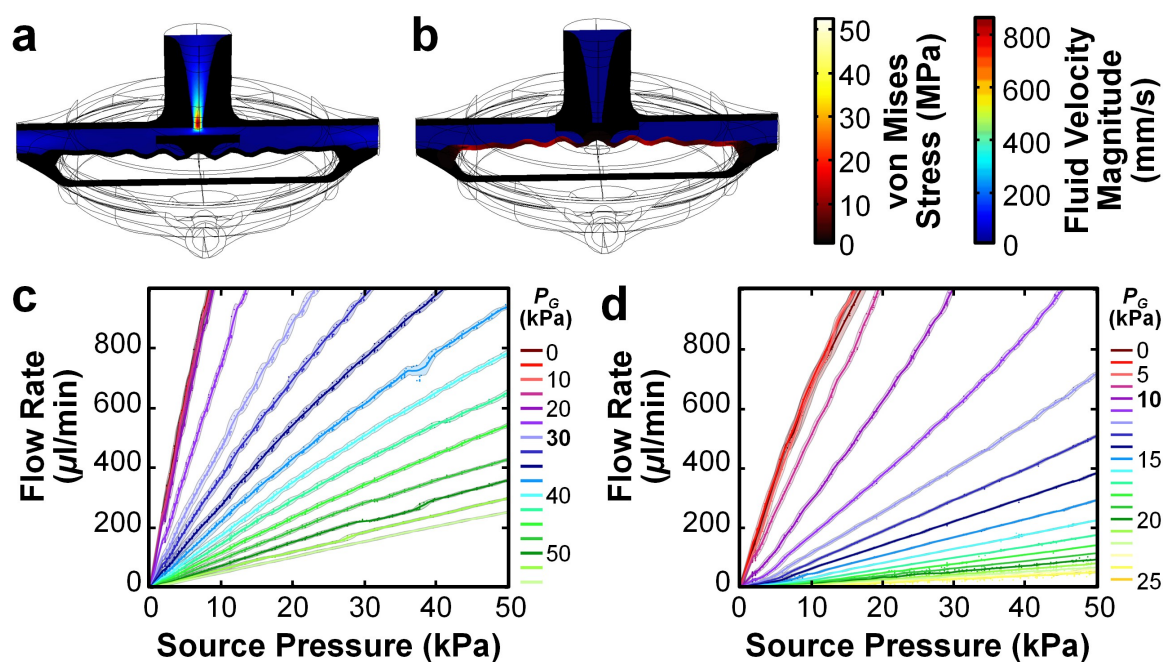 a
b
50
40
30
20
10
0
von Mises
Stress (MPa)
800
600
400
200
0
Fluid Velocity
Magnitude
(mm/s)
c
Flow Rate
(µl/min)
800
600
400
200
0
0 10 20 30 40 50
Source Pressure (kPa)
P_G
(kPa)
0
10
20
30
40
50
d
Flow Rate
(µl/min)
800
600
400
200
0
0 10 20 30 40 50
Source Pressure (kPa)
P_G
(kPa)
0
5
10
15
20
25